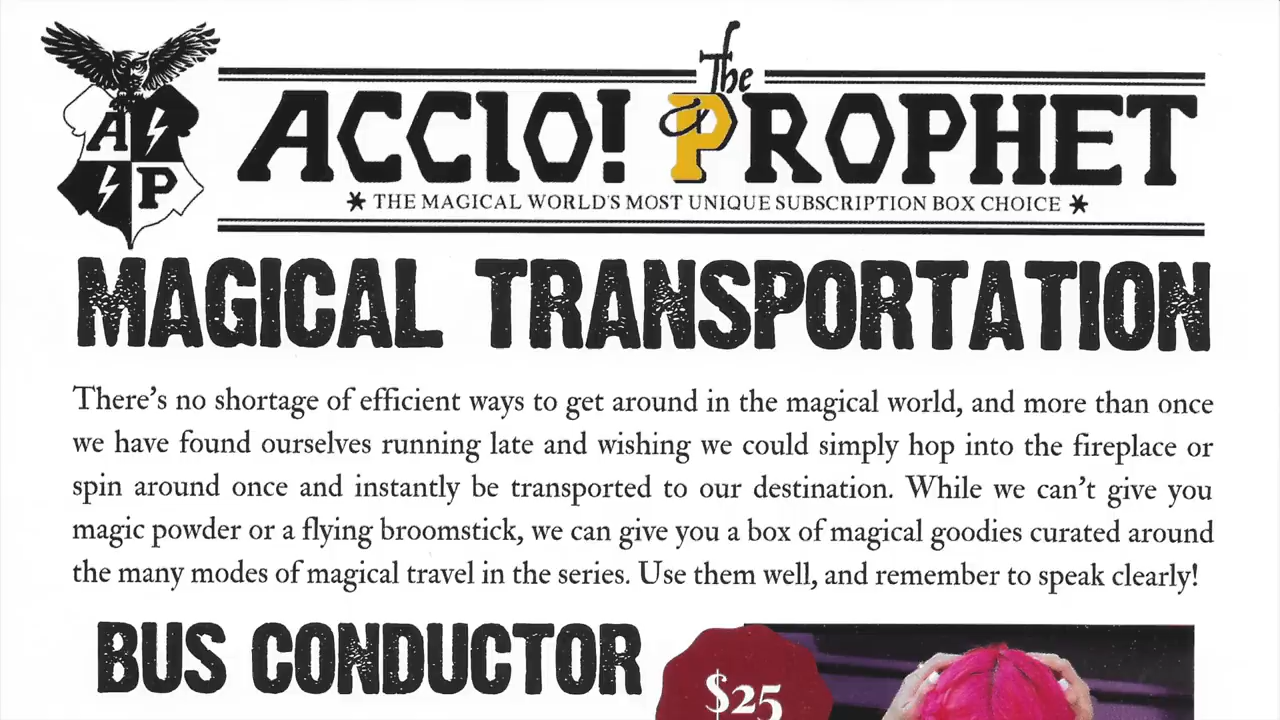 The
ACCIO! PROPHET
A
P
* THE MAGICAL WORLD'S MOST UNIQUE SUBSCRIPTION BOX CHOICE *
MAGICAL TRANSPORTATION
There's no shortage of efficient ways to get around in the magical world, and more than once
we have found ourselves running late and wishing we could simply hop into the fireplace or
spin around once and instantly be transported to our destination. While we can't give you
magic powder or a flying broomstick, we can give you a box of magical goodies curated around
the many modes of magical travel in the series. Use them well, and remember to speak clearly!
BUS CONDUCTOR
$25